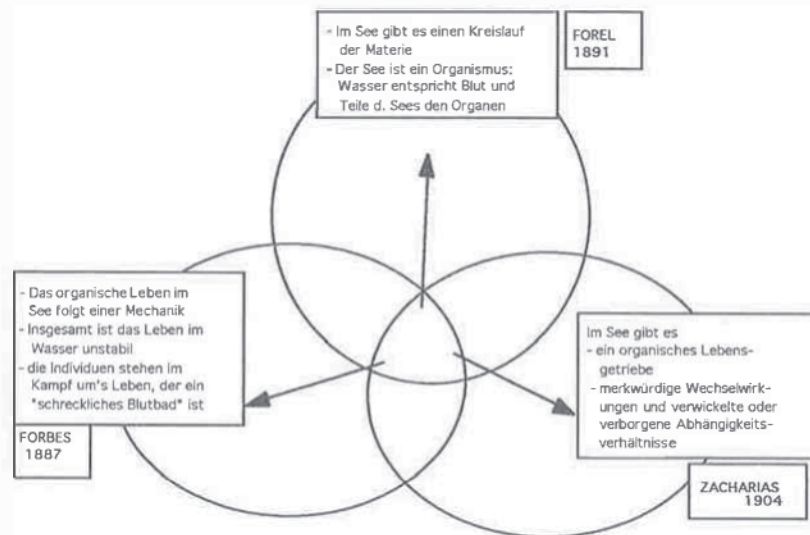 - Im See gibt es einen Kreislauf
der Materie
- Der See ist ein Organismus:
Wasser entspricht Blut und
Teile d. Sees den Organen
FOREL
1891
- Das organische Leben im
See folgt einer Mechanik
- Insgesamt ist das Leben im
Wasser unstabil
- die Individuen stehen im
Kampf um's Leben, der ein
"schreckliches Blutbad" ist
FORBES
1887
Im See gibt es
- ein organisches Lebens-
getriebe
- merkwürdige Wechselwirk-
ungen und verwickelte oder
verborgene Abhängigkeits-
verhältnisse
ZACHARIAS
1904